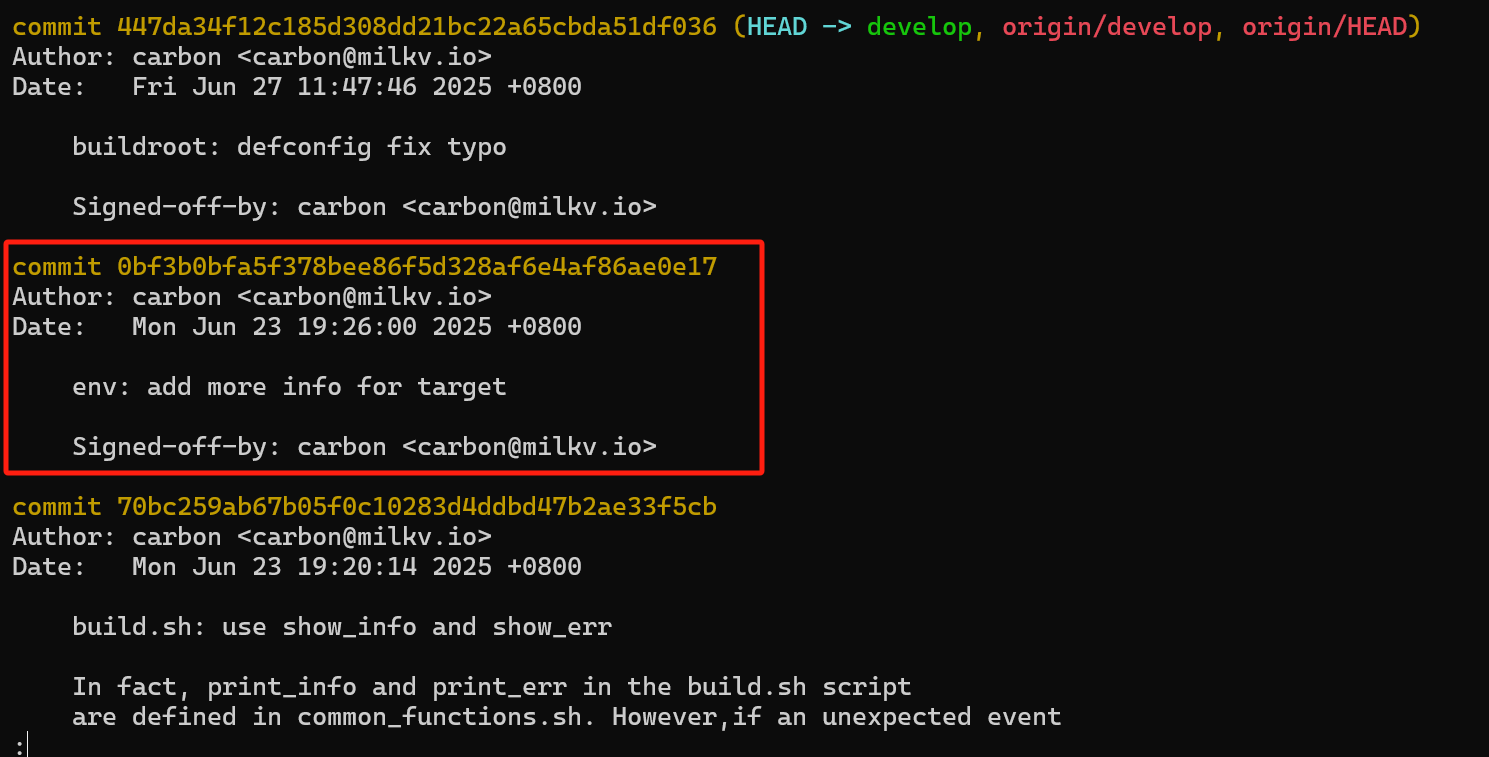 commit 447da34f12c185d308dd21bc22a65cbda51df036 (HEAD -> develop, origin/develop, origin/HEAD)
Author: carbon <carbon@milkv.io>
Date:   Fri Jun 27 11:47:46 2025 +0800
    buildroot: defconfig fix typo
    Signed-off-by: carbon <carbon@milkv.io>
commit 0bf3b0bfa5f378bee86f5d328af6e4af86ae0e17
Author: carbon <carbon@milkv.io>
Date:   Mon Jun 23 19:26:00 2025 +0800
    env: add more info for target
    Signed-off-by: carbon <carbon@milkv.io>
commit 70bc259ab67b05f0c10283d4ddbd47b2ae33f5cb
Author: carbon <carbon@milkv.io>
Date:   Mon Jun 23 19:20:14 2025 +0800
    build.sh: use show_info and show_err
    In fact, print_info and print_err in the build.sh script
    are defined in common_functions.sh. However,if an unexpected event
: